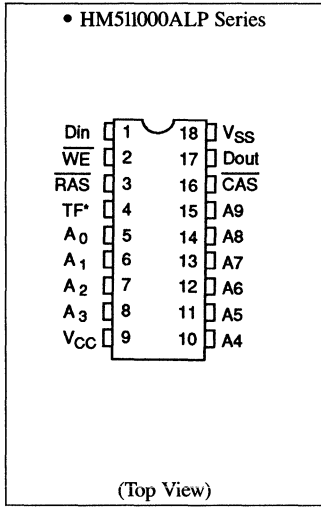 • HM511000ALP Series
Din 1 18 VSS
WE 2 17 Dout
RAS 3 16 CAS
TF* 4 15 A9
A0 5 14 A8
A1 6 13 A7
A2 7 12 A6
A3 8 11 A5
VCC 9 10 A4
(Top View)